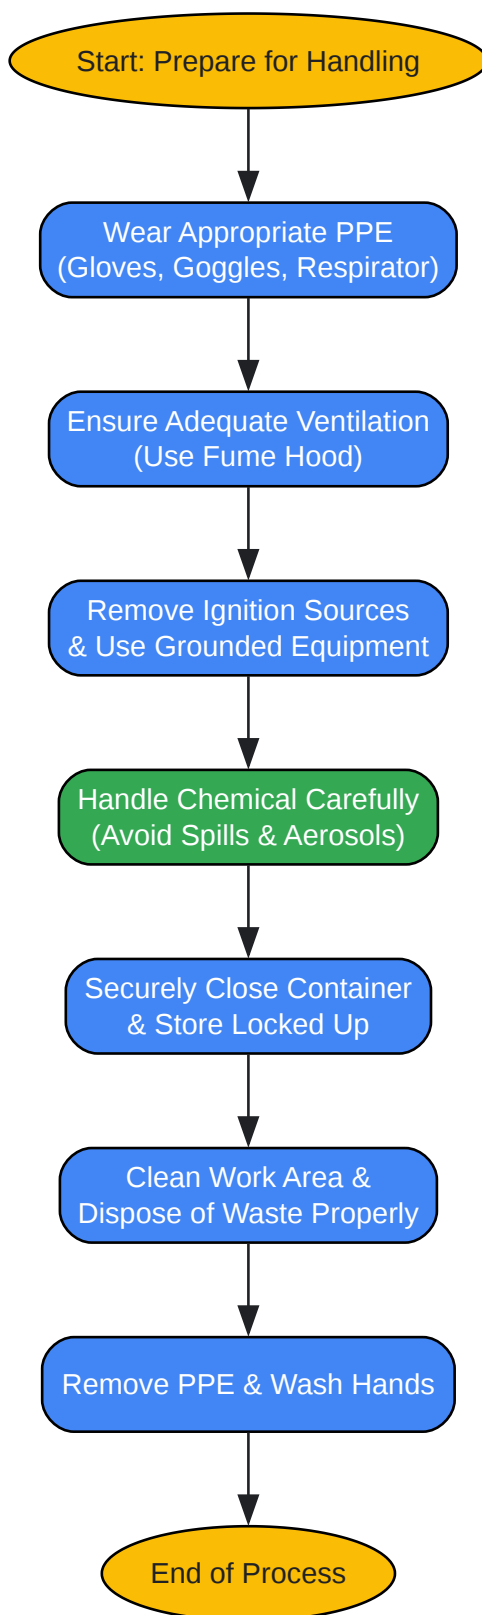 Start: Prepare for Handling
Wear Appropriate PPE
(Gloves, Goggles, Respirator)
Ensure Adequate Ventilation
(Use Fume Hood)
Remove Ignition Sources
& Use Grounded Equipment
Handle Chemical Carefully
(Avoid Spills & Aerosols)
Securely Close Container
& Store Locked Up
Clean Work Area &
Dispose of Waste Properly
Remove PPE & Wash Hands
End of Process